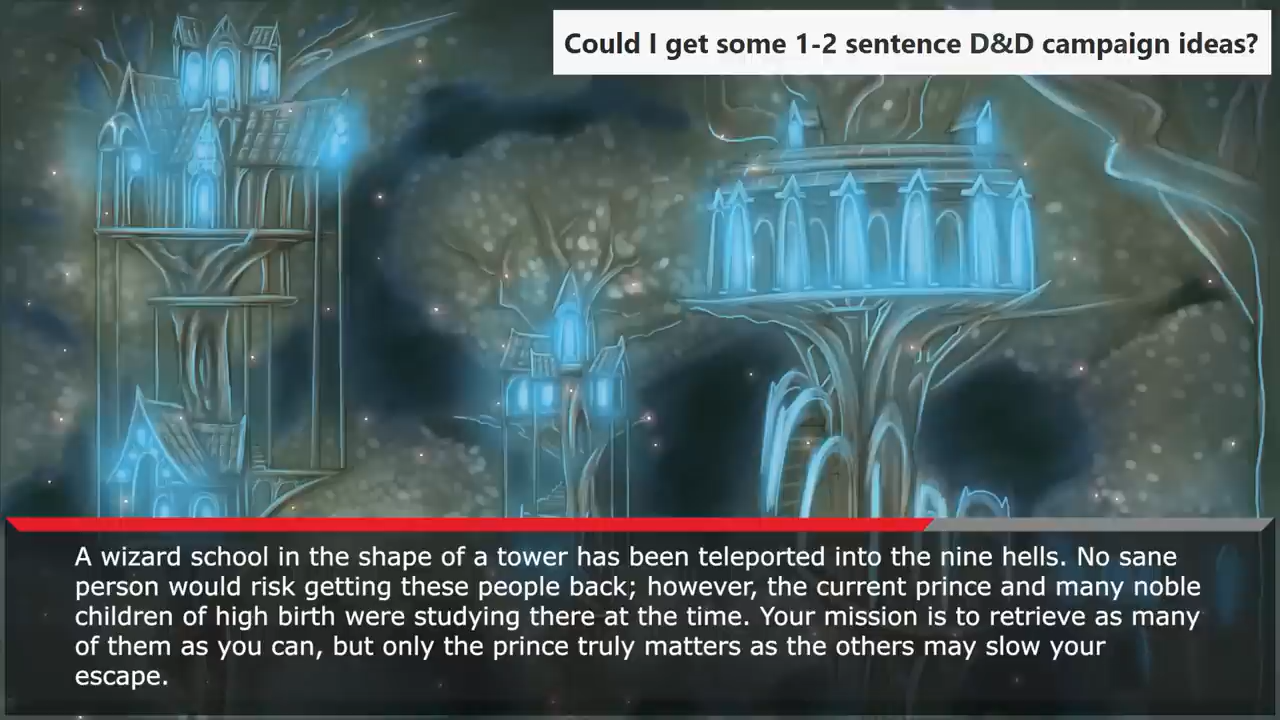 Could I get some 1-2 sentence D&D campaign ideas?
A wizard school in the shape of a tower has been teleported into the nine hells. No sane
person would risk getting these people back; however, the current prince and many noble
children of high birth were studying there at the time. Your mission is to retrieve as many
of them as you can, but only the prince truly matters as the others may slow your
escape.